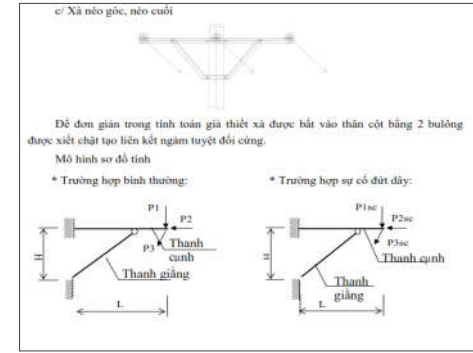 c/ Xà néo góc, néo cuối
Để đơn giản trong tính toán giả thiết xà được bắt vào thân cột bằng 2 bulông
được xiết chặt tạo liên kết ngàm tuyệt đối cứng.
Mô hình sơ đồ tính
* Trường hợp bình thường:
* Trường hợp sự cố đứt dây:
P1
P2
P3
Thanh
cụnh
Thanh giằng
H
L
P1sc
P2sc
P3sc
Thanh cụnh
Thanh
giằng
H
L